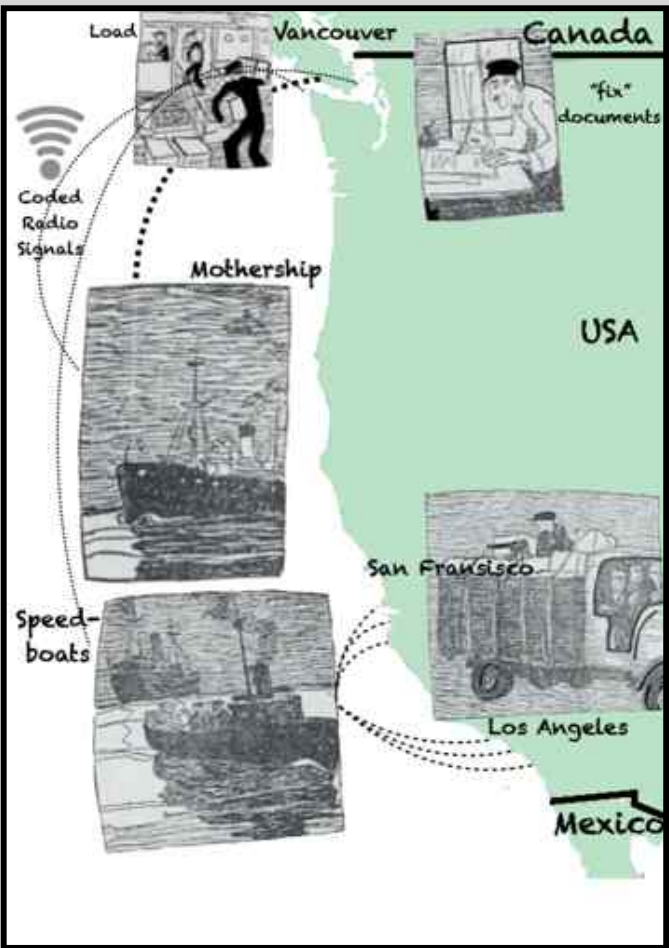 Load
Vancouver
Canada
"fix"
documents
Coded
Radio
Signals
Mothership
USA
San Fransisco
Speed-
boats
Los Angeles
Mexico